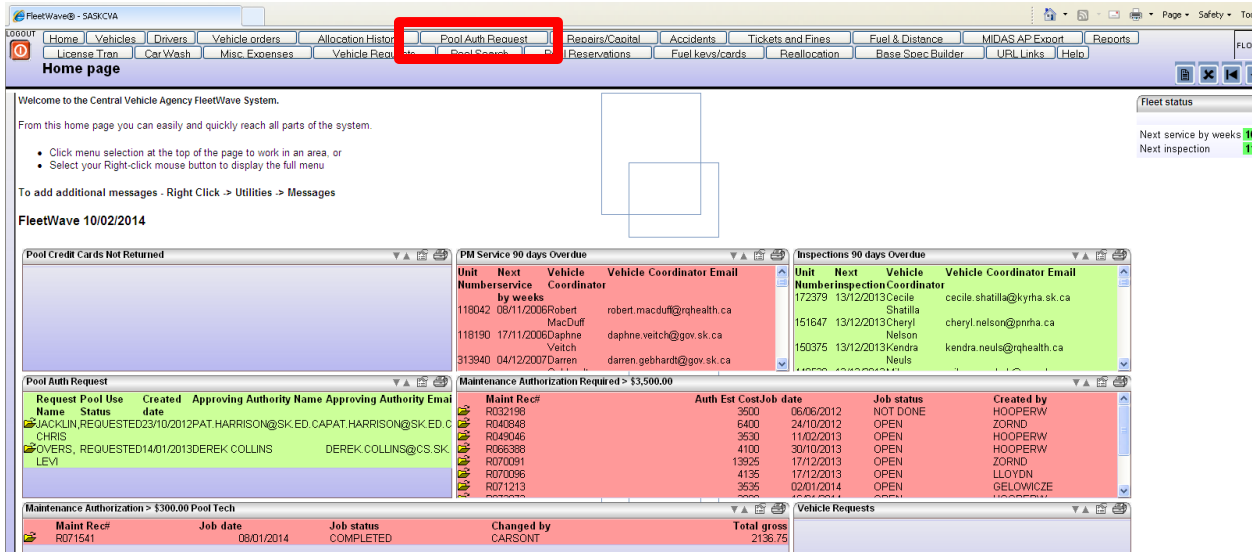 FleetWave® - SASKCVA
Page Safety
LOGOUT Home Vehicles Drivers Vehicle orders Allocation History Pool Auth Request Repairs/Capital Accidents Tickets and Fines Fuel & Distance MIDAS AP Export Reports
License Tran Car Wash Misc. Expenses Vehicle Requests Pool Search Pool Reservations Fuel keys/cards Reallocation Base Spec Builder URL Links Help
Home page
Welcome to the Central Vehicle Agency FleetWave System.
From this home page you can easily and quickly reach all parts of the system.
• Click menu selection at the top of the page to work in an area, or
• Select your Right-click mouse button to display the full menu
To add additional messages - Right Click -> Utilities -> Messages
FleetWave 10/02/2014
Fleet status
Next service by weeks
Next inspection
Pool Credit Cards Not Returned
PM Service 90 days Overdue
Unit Next Vehicle Vehicle Coordinator Email
Number service Coordinator
by weeks
118042 08/11/2006 Robert robert.macduff@rqhealth.ca
MacDuff
118190 17/11/2006 Daphne daphne.veitch@gov.sk.ca
Veitch
313940 04/12/2007 Darren darren.gebhardt@gov.sk.ca
Inspections 90 days Overdue
Unit Next Vehicle Vehicle Coordinator Email
Number inspection Coordinator
172379 13/12/2013 Cecile cecile.shatilla@kyrha.sk.ca
Shatilla
151647 13/12/2013 Cheryl cheryl.nelson@pnrha.ca
Nelson
150375 13/12/2013 Kendra kendra.neuls@rqhealth.ca
Neuls
Pool Auth Request
Request Pool Use Created Approving Authority Name Approving Authority Emai
Name Status date
JACKLIN, REQUESTED 23/10/2012 PAT.HARRISON@SK.ED.CA PAT.HARRISON@SK.ED.C
CHRIS
OVERS, REQUESTED 14/01/2013 DEREK COLLINS DEREK.COLLINS@CS.SK.
LEVI
Maintenance Authorization Required > $3,500.00
Maint Rec# Auth Est Cost Job date Job status Created by
R032198 3500 06/06/2012 NOT DONE HOOPERW
R040848 6400 24/10/2012 OPEN ZORND
R049046 3530 11/02/2013 OPEN HOOPERW
R066388 4100 30/10/2013 OPEN HOOPERW
R070091 13925 17/12/2013 OPEN ZORND
R070096 4135 17/12/2013 OPEN LLOYDN
R071213 3535 02/01/2014 OPEN GELOWICZE
Maintenance Authorization > $300.00 Pool Tech
Maint Rec# Job date Job status Changed by Total gross
R071541 08/01/2014 COMPLETED CARSONT 2136.75
Vehicle Requests